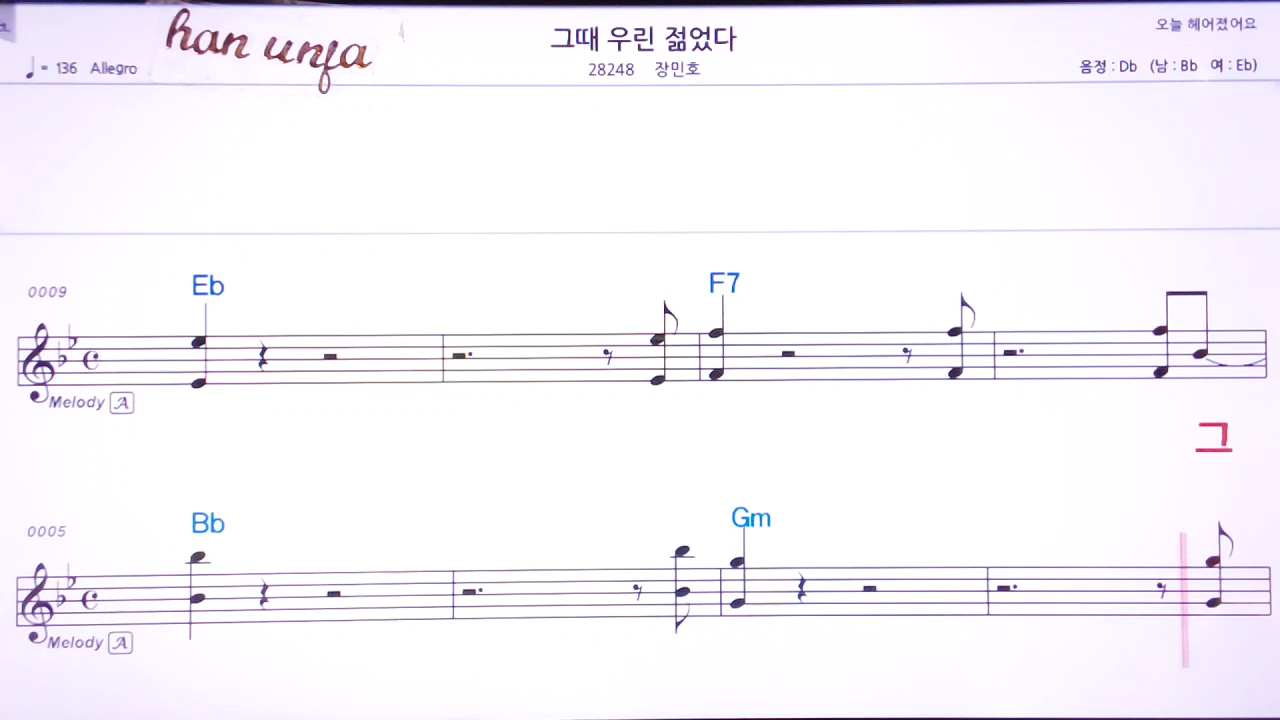 han unfa
그때 우린 젊었다
오늘 헤어졌어요
♩= 136 Allegro
28248 장민호
음정 : Db (남 : Bb 여 : Eb)
0009
Eb
F7
Melody A
그
0005
Bb
Gm
Melody A